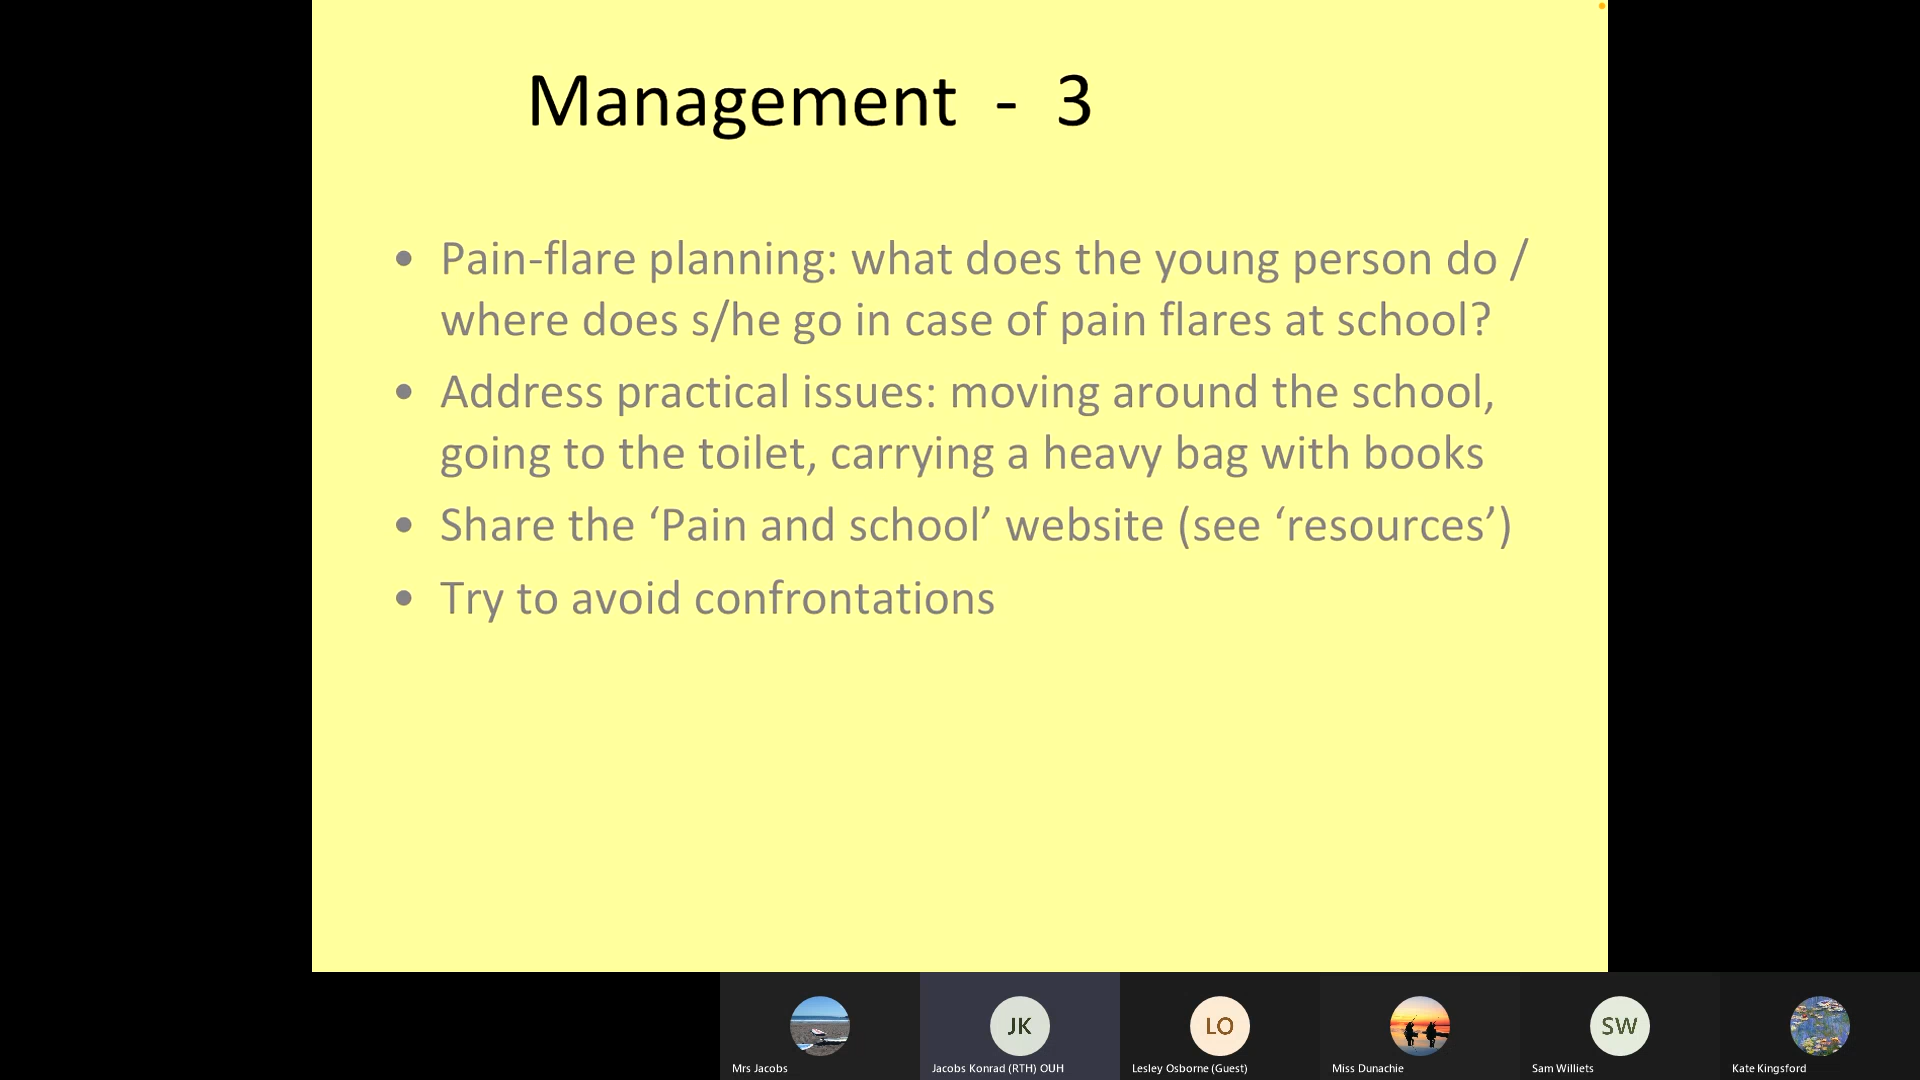 Management - 3
• Pain-flare planning: what does the young person do /
where does s/he go in case of pain flares at school?
• Address practical issues: moving around the school,
going to the toilet, carrying a heavy bag with books
• Share the ‘Pain and school’ website (see ‘resources’)
• Try to avoid confrontations
JK
LO
SW
Mrs Jacobs
Jacobs Konrad (RTH) OUH
Lesley Osborne (Guest)
Miss Dunachie
Sam Williets
Kate Kingsford